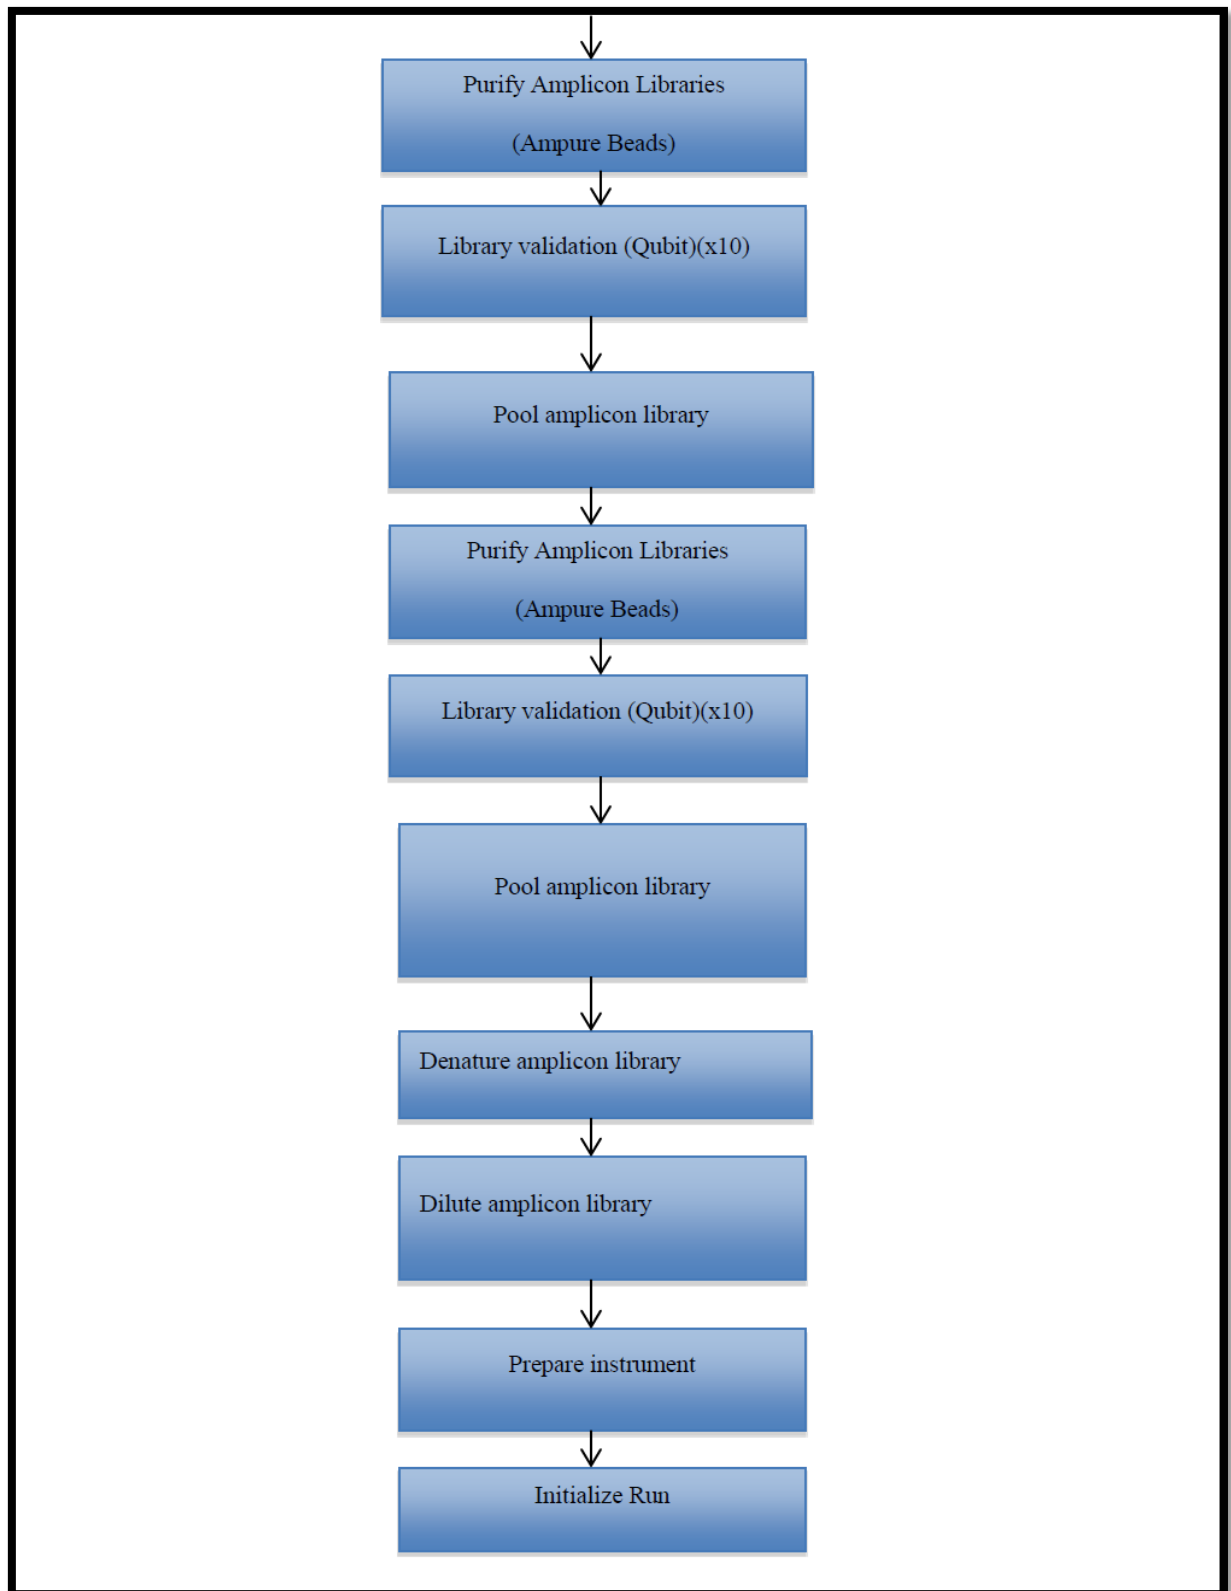 Purify Amplicon Libraries
(Ampure Beads)
Library validation (Qubit)(x10)
Pool amplicon library
Purify Amplicon Libraries
(Ampure Beads)
Library validation (Qubit)(x10)
Pool amplicon library
Denature amplicon library
Dilute amplicon library
Prepare instrument
Initialize Run